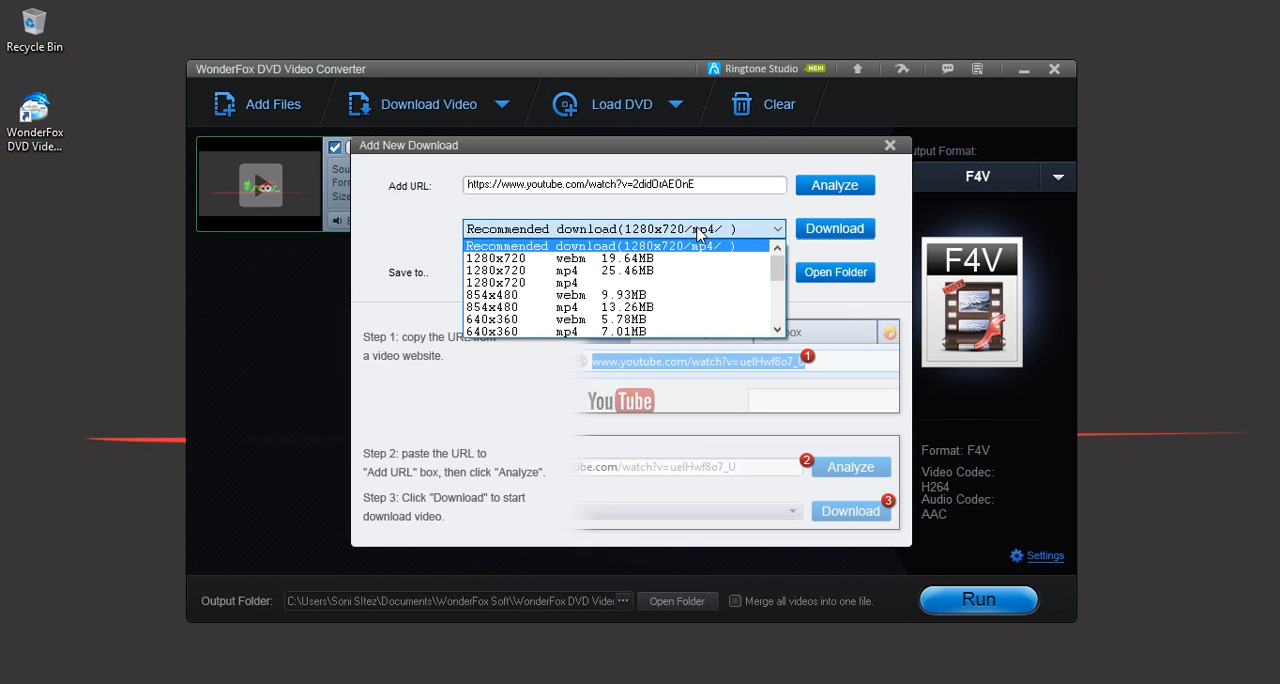 Recycle Bin
WonderFox
DVD Vide...
WonderFox DVD Video Converter
Ringtone Studio NEW
Add Files
Download Video
Load DVD
Clear
Add New Download
Add URL:
https://www.youtube.com/watch?v=2didOrAEOnE
Analyze
Recommended download(1280x720/mp4/ )
Download
Recommended download(1280x720/mp4/ )
1280x720 webm 19.64MB
1280x720 mp4 25.46MB
1280x720 mp4
854x480 webm 9.93MB
854x480 mp4 13.26MB
640x360 webm 5.78MB
640x360 mp4 7.01MB
Save to..
Open Folder
Step 1: copy the URL from
a video website.
box
www.youtube.com/watch?v=uelHwf8o7_U
1
YouTube
Step 2: paste the URL to
"Add URL" box, then click "Analyze".
ube.com/watch?v=uelHwf8o7_U
2
Analyze
Step 3: Click "Download" to start
download video.
3
Download
Sou
Form
Size
utput Format:
F4V
F4V
Format: F4V
Video Codec:
H264
Audio Codec:
AAC
Settings
Output Folder:
C:\Users\Soni SItez\Documents\WonderFox Soft\WonderFox DVD Video
...
Open Folder
Merge all videos into one file.
Run